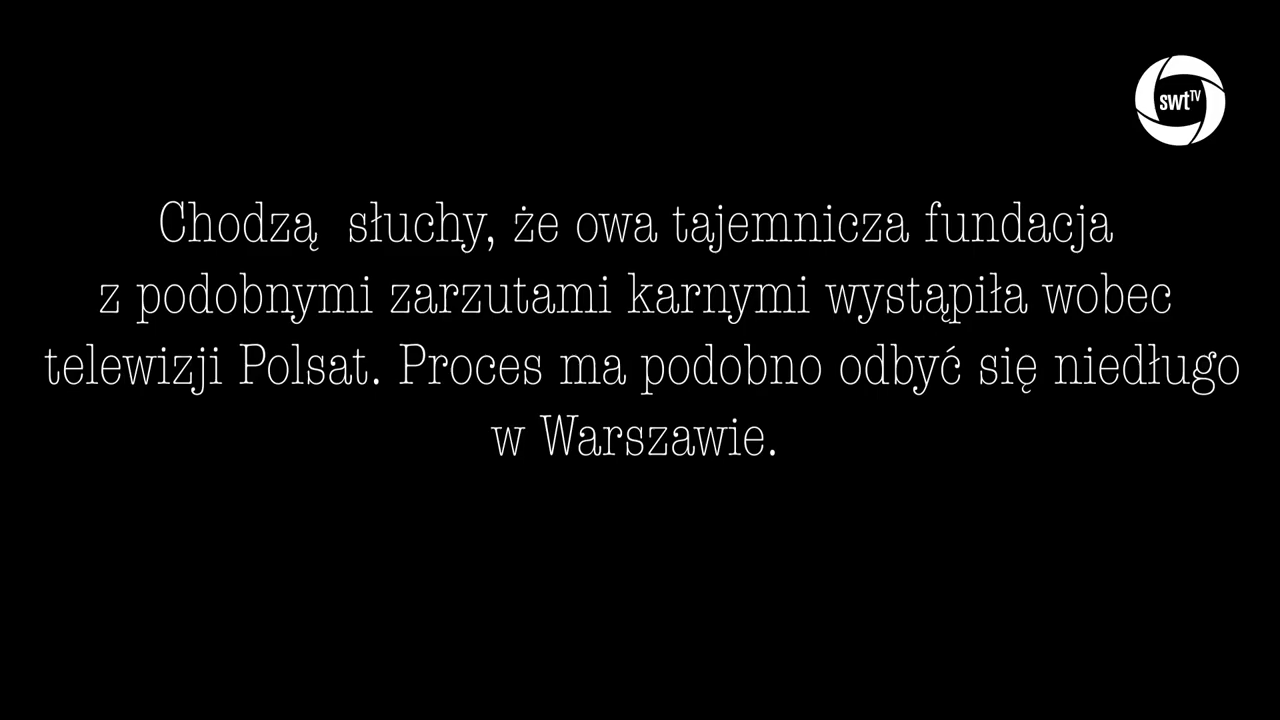 swtTV
Chodzą  słuchy, że owa tajemnicza fundacja
z podobnymi zarzutami karnymi wystąpiła wobec
telewizji Polsat. Proces ma podobno odbyć się niedługo
w Warszawie.